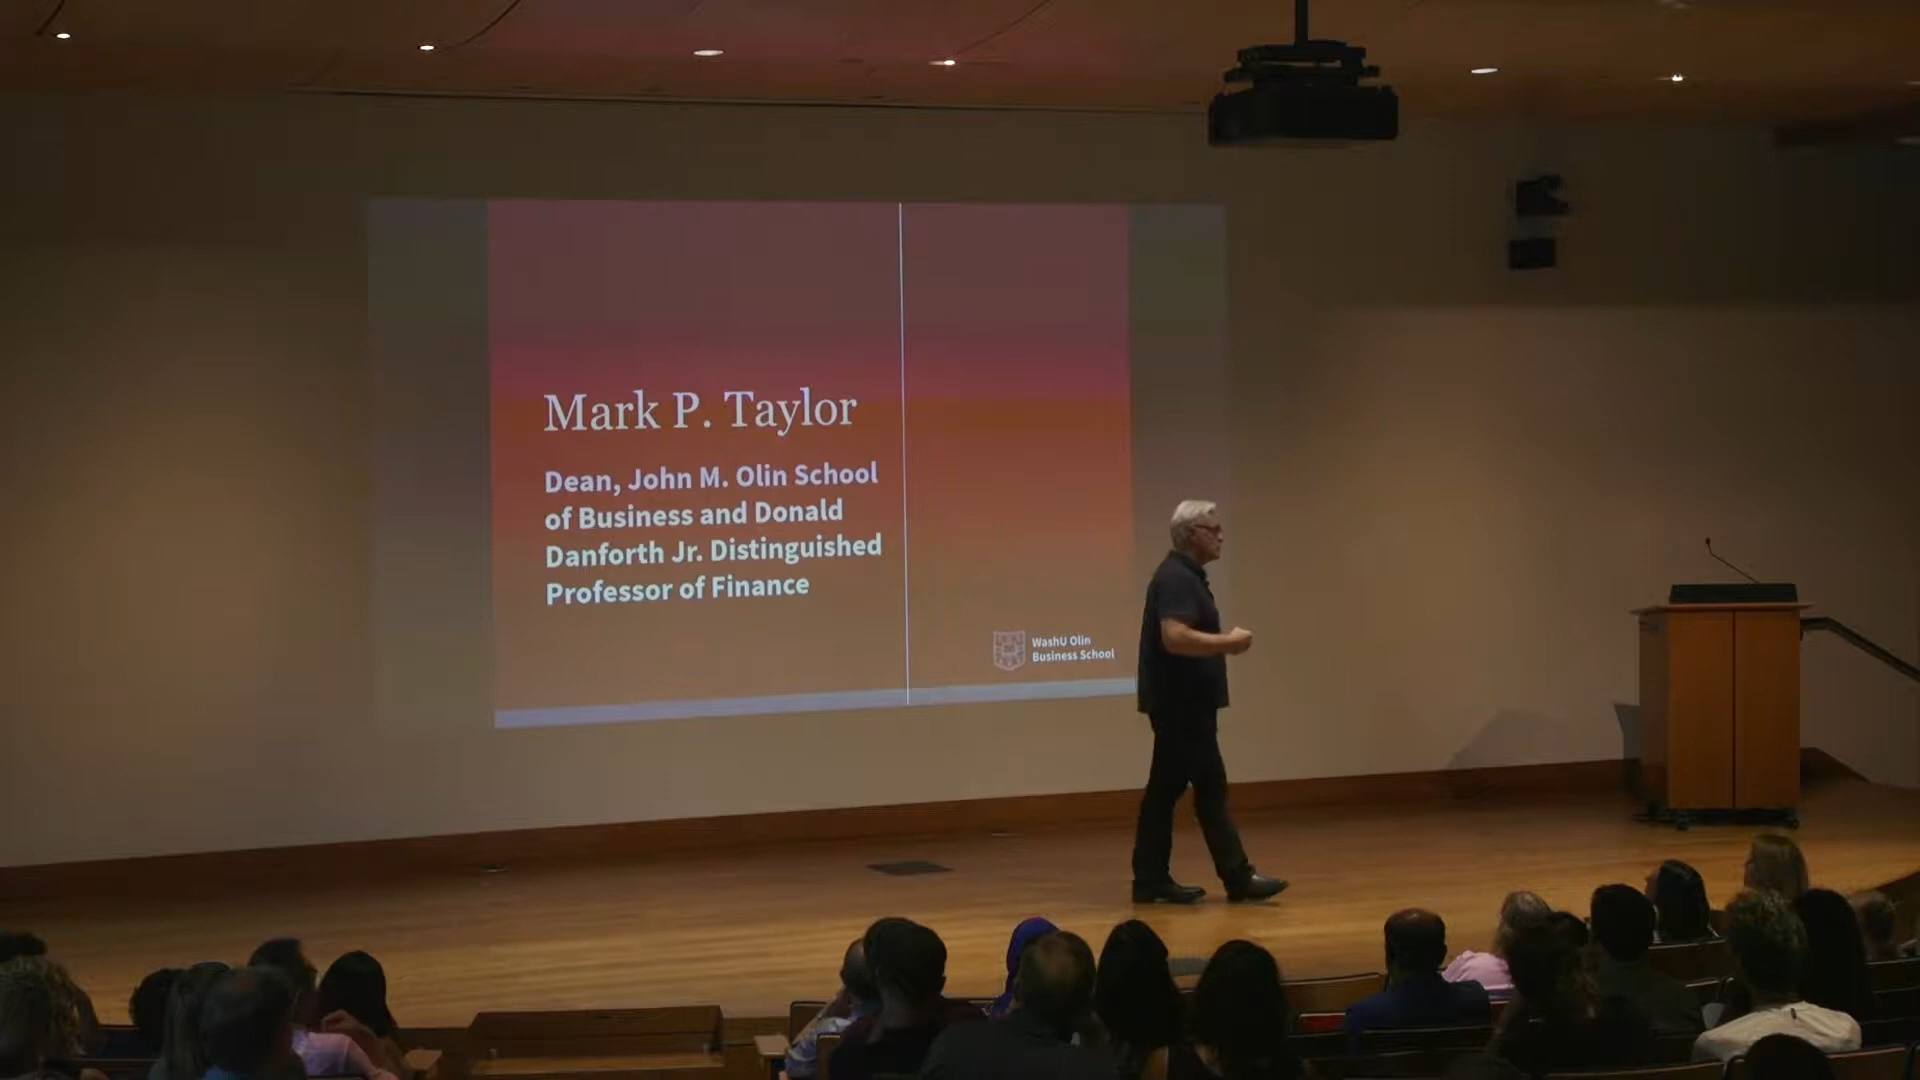 Mark P. Taylor
Dean, John M. Olin School
of Business and Donald
Danforth Jr. Distinguished
Professor of Finance
WashU Olin
Business School